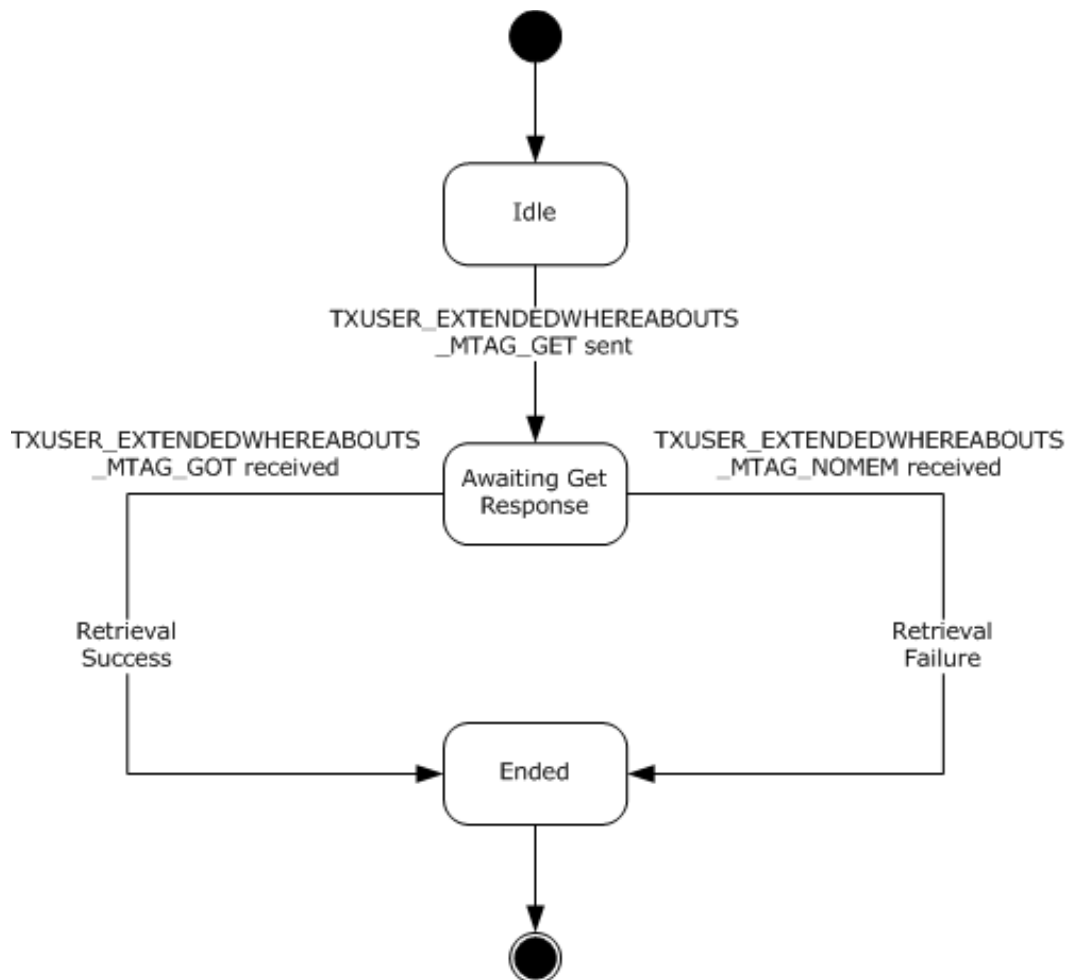 Idle
TXUSER_EXTENDEDWHEREABOUTS
_MTAG_GET sent
TXUSER_EXTENDEDWHEREABOUTS
_MTAG_GOT received
Awaiting Get
Response
TXUSER_EXTENDEDWHEREABOUTS
_MTAG_NOMEM received
Retrieval
Success
Retrieval
Failure
Ended